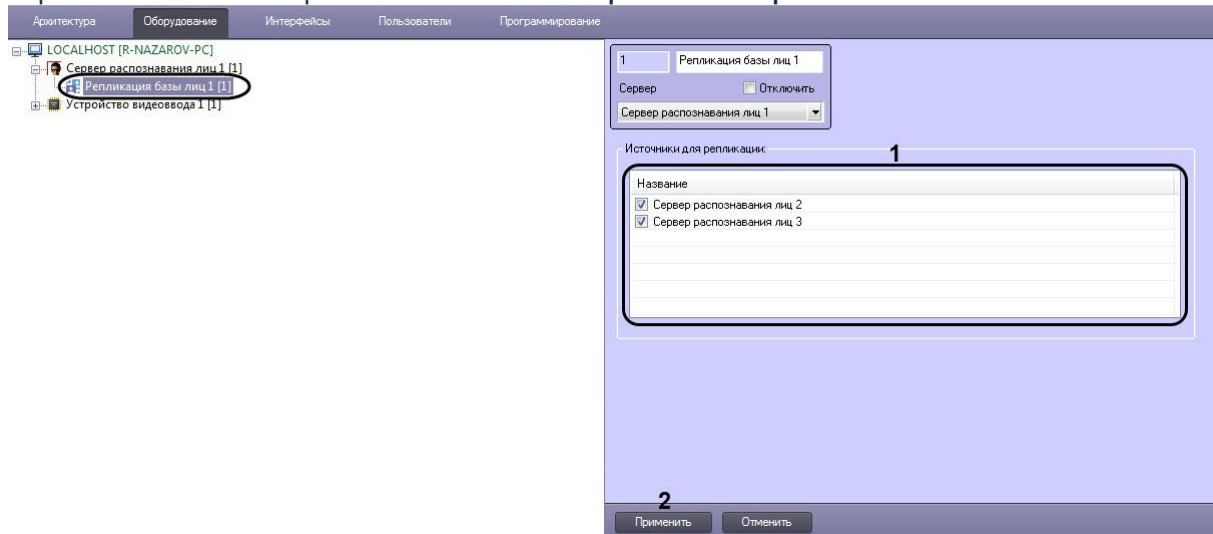 Архитектура Оборудование Интерфейсы Пользователи Программирование
LOCALHOST [R-NAZAROV-PC]
Сервер распознавания лиц 1 [1]
Репликация базы лиц 1 [1]
Устройство видеоввода 1 [1]
1 Репликация базы лиц 1
Сервер Отключить
Сервер распознавания лиц 1
Источники для репликации:
1
Название
Сервер распознавания лиц 2
Сервер распознавания лиц 3
2
Применить Отменить